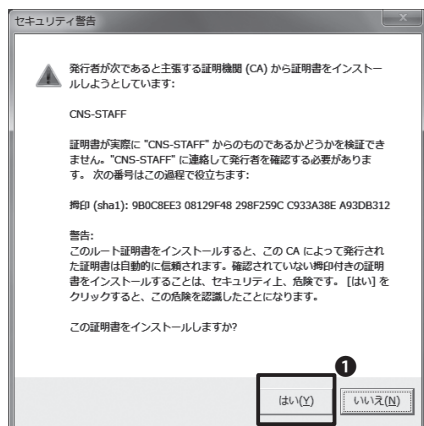 セキュリティ警告
発行者が次であると主張する証明機関 (CA) から証明書をインストー
ルしようとしています:
CNS-STAFF
証明書が実際に "CNS-STAFF" からのものであるかどうかを検証でき
ません。"CNS-STAFF" に連絡して発行者を確認する必要がありま
す。 次の番号はこの過程で役立ちます:
拇印 (sha1): 9B0C8EE3 08129F48 298F259C C933A38E A93DB312
警告:
このルート証明書をインストールすると、この CA によって発行され
た証明書は自動的に信頼されます。確認されていない拇印付きの証明
書をインストールすることは、セキュリティ上、危険です。 [はい] を
クリックすると、この危険を認識したことになります。
この証明書をインストールしますか?
❶
はい(Y) いいえ(N)